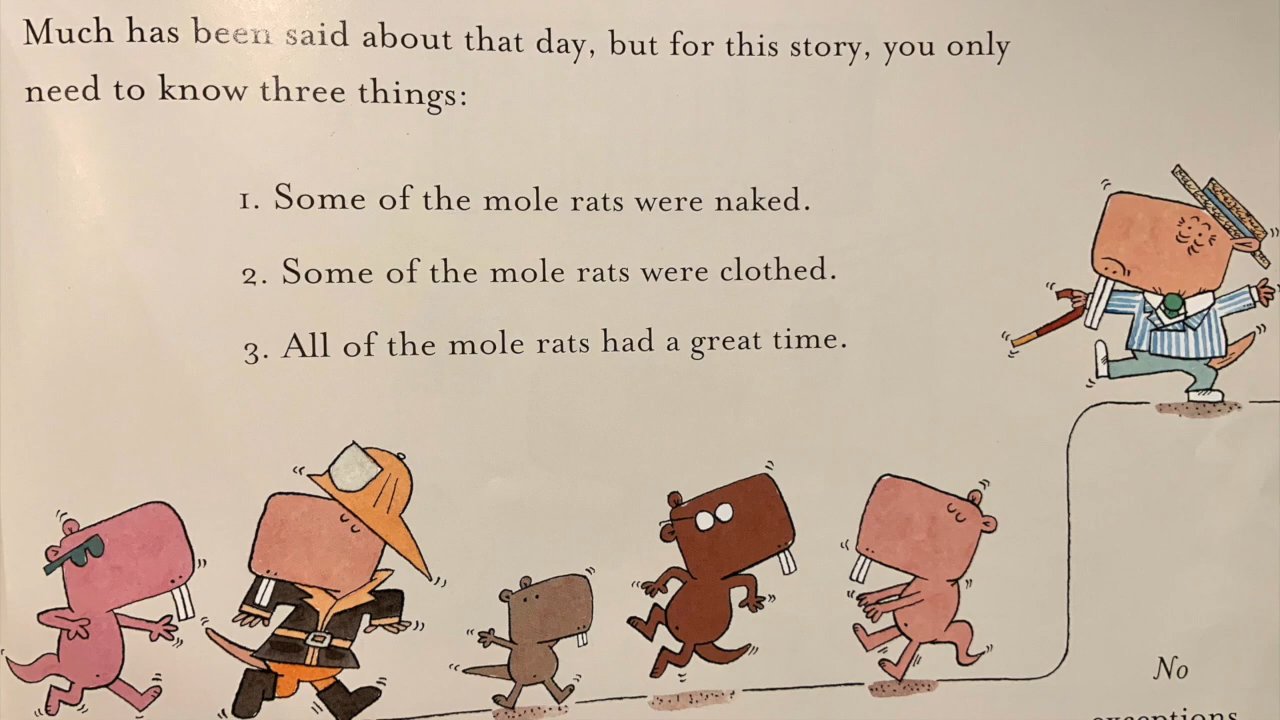 Much has been said about that day, but for this story, you only
need to know three things:
1. Some of the mole rats were naked.
2. Some of the mole rats were clothed.
3. All of the mole rats had a great time.
No
exceptions